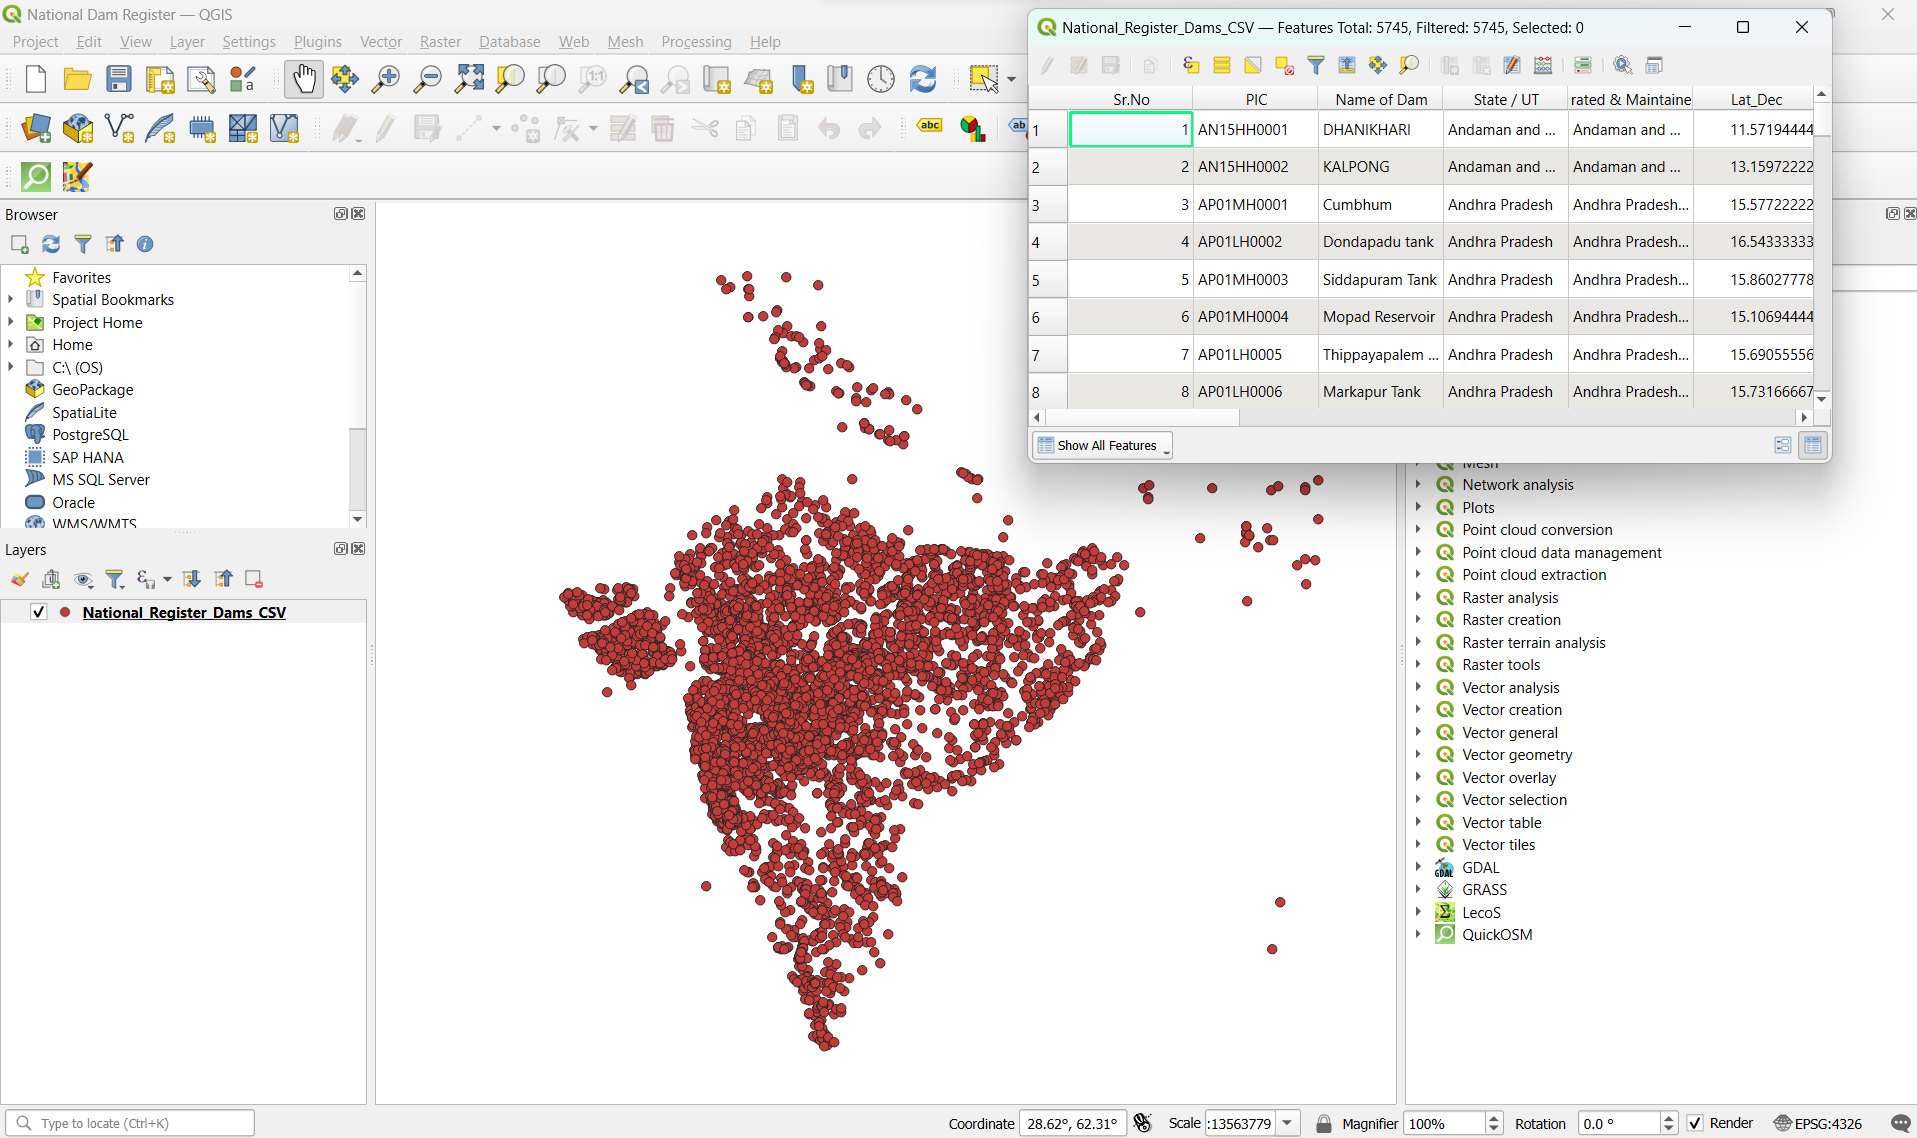 National Dam Register — QGIS
Project Edit View Layer Settings Plugins Vector Raster Database Web Mesh Processing Help
abc
Browser
Favorites
Spatial Bookmarks
Project Home
Home
C:\ (OS)
GeoPackage
SpatiaLite
PostgreSQL
SAP HANA
MS SQL Server
Oracle
WMS/WMTS
Layers
National_Register_Dams_CSV
National_Register_Dams_CSV — Features Total: 5745, Filtered: 5745, Selected: 0
Sr.No PIC Name of Dam State / UT rated & Maintaine Lat_Dec
1 1 AN15HH0001 DHANIKHARI Andaman and ... Andaman and ... 11.57194444
2 2 AN15HH0002 KALPONG Andaman and ... Andaman and ... 13.15972222
3 3 AP01MH0001 Cumbhum Andhra Pradesh Andhra Pradesh... 15.57722222
4 4 AP01LH0002 Dondapadu tank Andhra Pradesh Andhra Pradesh... 16.54333333
5 5 AP01MH0003 Siddapuram Tank Andhra Pradesh Andhra Pradesh... 15.86027778
6 6 AP01MH0004 Mopad Reservoir Andhra Pradesh Andhra Pradesh... 15.10694444
7 7 AP01LH0005 Thippayapalem ... Andhra Pradesh Andhra Pradesh... 15.69055556
8 8 AP01LH0006 Markapur Tank Andhra Pradesh Andhra Pradesh... 15.73166667
Show All Features
Mesh
Network analysis
Plots
Point cloud conversion
Point cloud data management
Point cloud extraction
Raster analysis
Raster creation
Raster terrain analysis
Raster tools
Vector analysis
Vector creation
Vector general
Vector geometry
Vector overlay
Vector selection
Vector table
Vector tiles
GDAL
GRASS
LecoS
QuickOSM
Type to locate (Ctrl+K)
Coordinate 28.62°, 62.31° Scale :13563779 Magnifier 100% Rotation 0.0 ° Render EPSG:4326